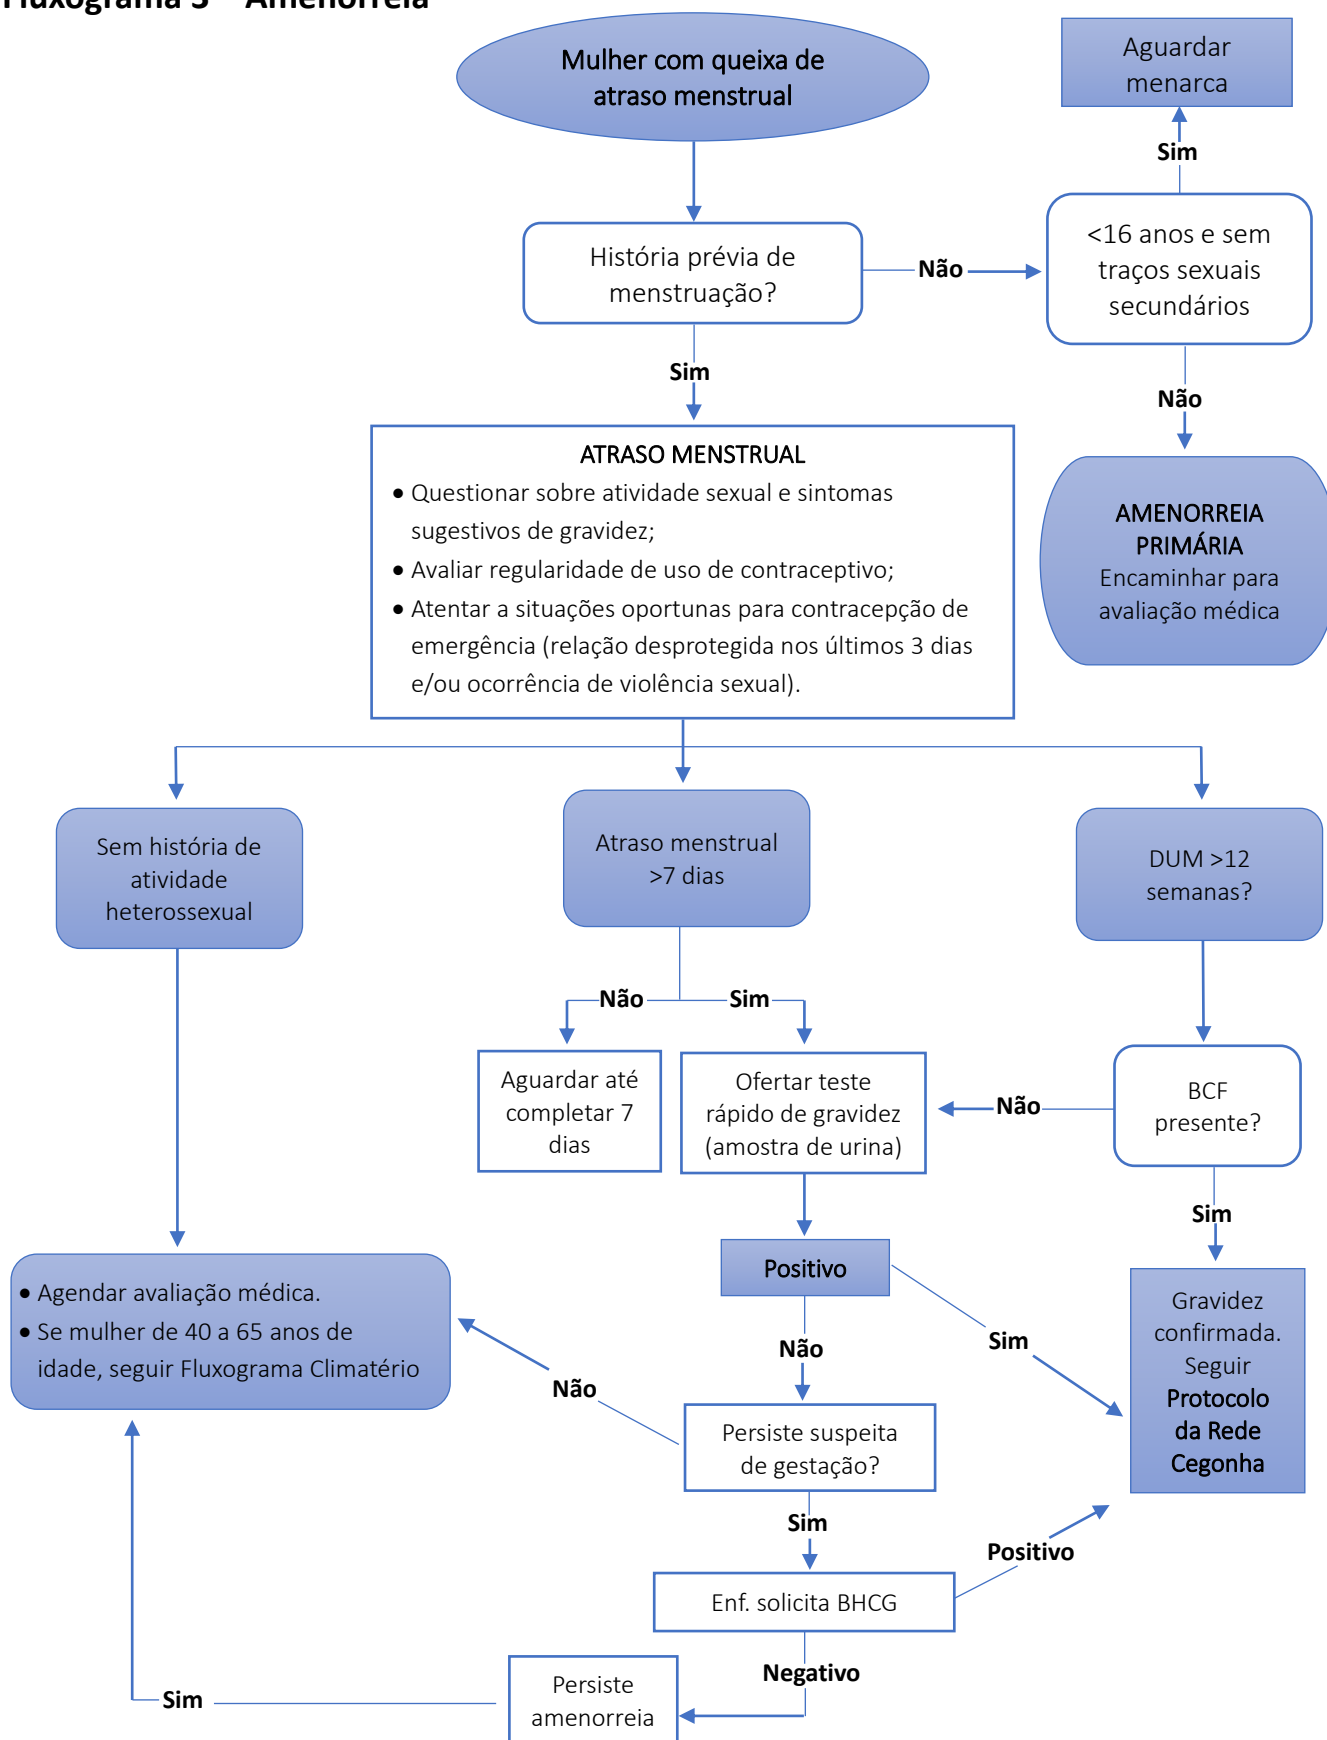 Fluxograma 3 – Amenorreia
Mulher com queixa de
atraso menstrual
Aguardar
menarca
Sim
História prévia de
menstruação?
Não
<16 anos e sem
traços sexuais
secundários
Sim
Não
ATRASO MENSTRUAL
• Questionar sobre atividade sexual e sintomas
sugestivos de gravidez;
• Avaliar regularidade de uso de contraceptivo;
• Atentar a situações oportunas para contracepção de
emergência (relação desprotegida nos últimos 3 dias
e/ou ocorrência de violência sexual).
AMENORREIA
PRIMÁRIA
Encaminhar para
avaliação médica
Sem história de
atividade
heterossexual
Atraso menstrual
>7 dias
DUM >12
semanas?
Não
Sim
Aguardar até
completar 7
dias
Ofertar teste
rápido de gravidez
(amostra de urina)
Não
BCF
presente?
Sim
• Agendar avaliação médica.
• Se mulher de 40 a 65 anos de
idade, seguir Fluxograma Climatério
Positivo
Sim
Não
Gravidez
confirmada.
Seguir
Protocolo
da Rede
Cegonha
Não
Persiste suspeita
de gestação?
Sim
Positivo
Enf. solicita BHCG
Negativo
Persiste
amenorreia
Sim